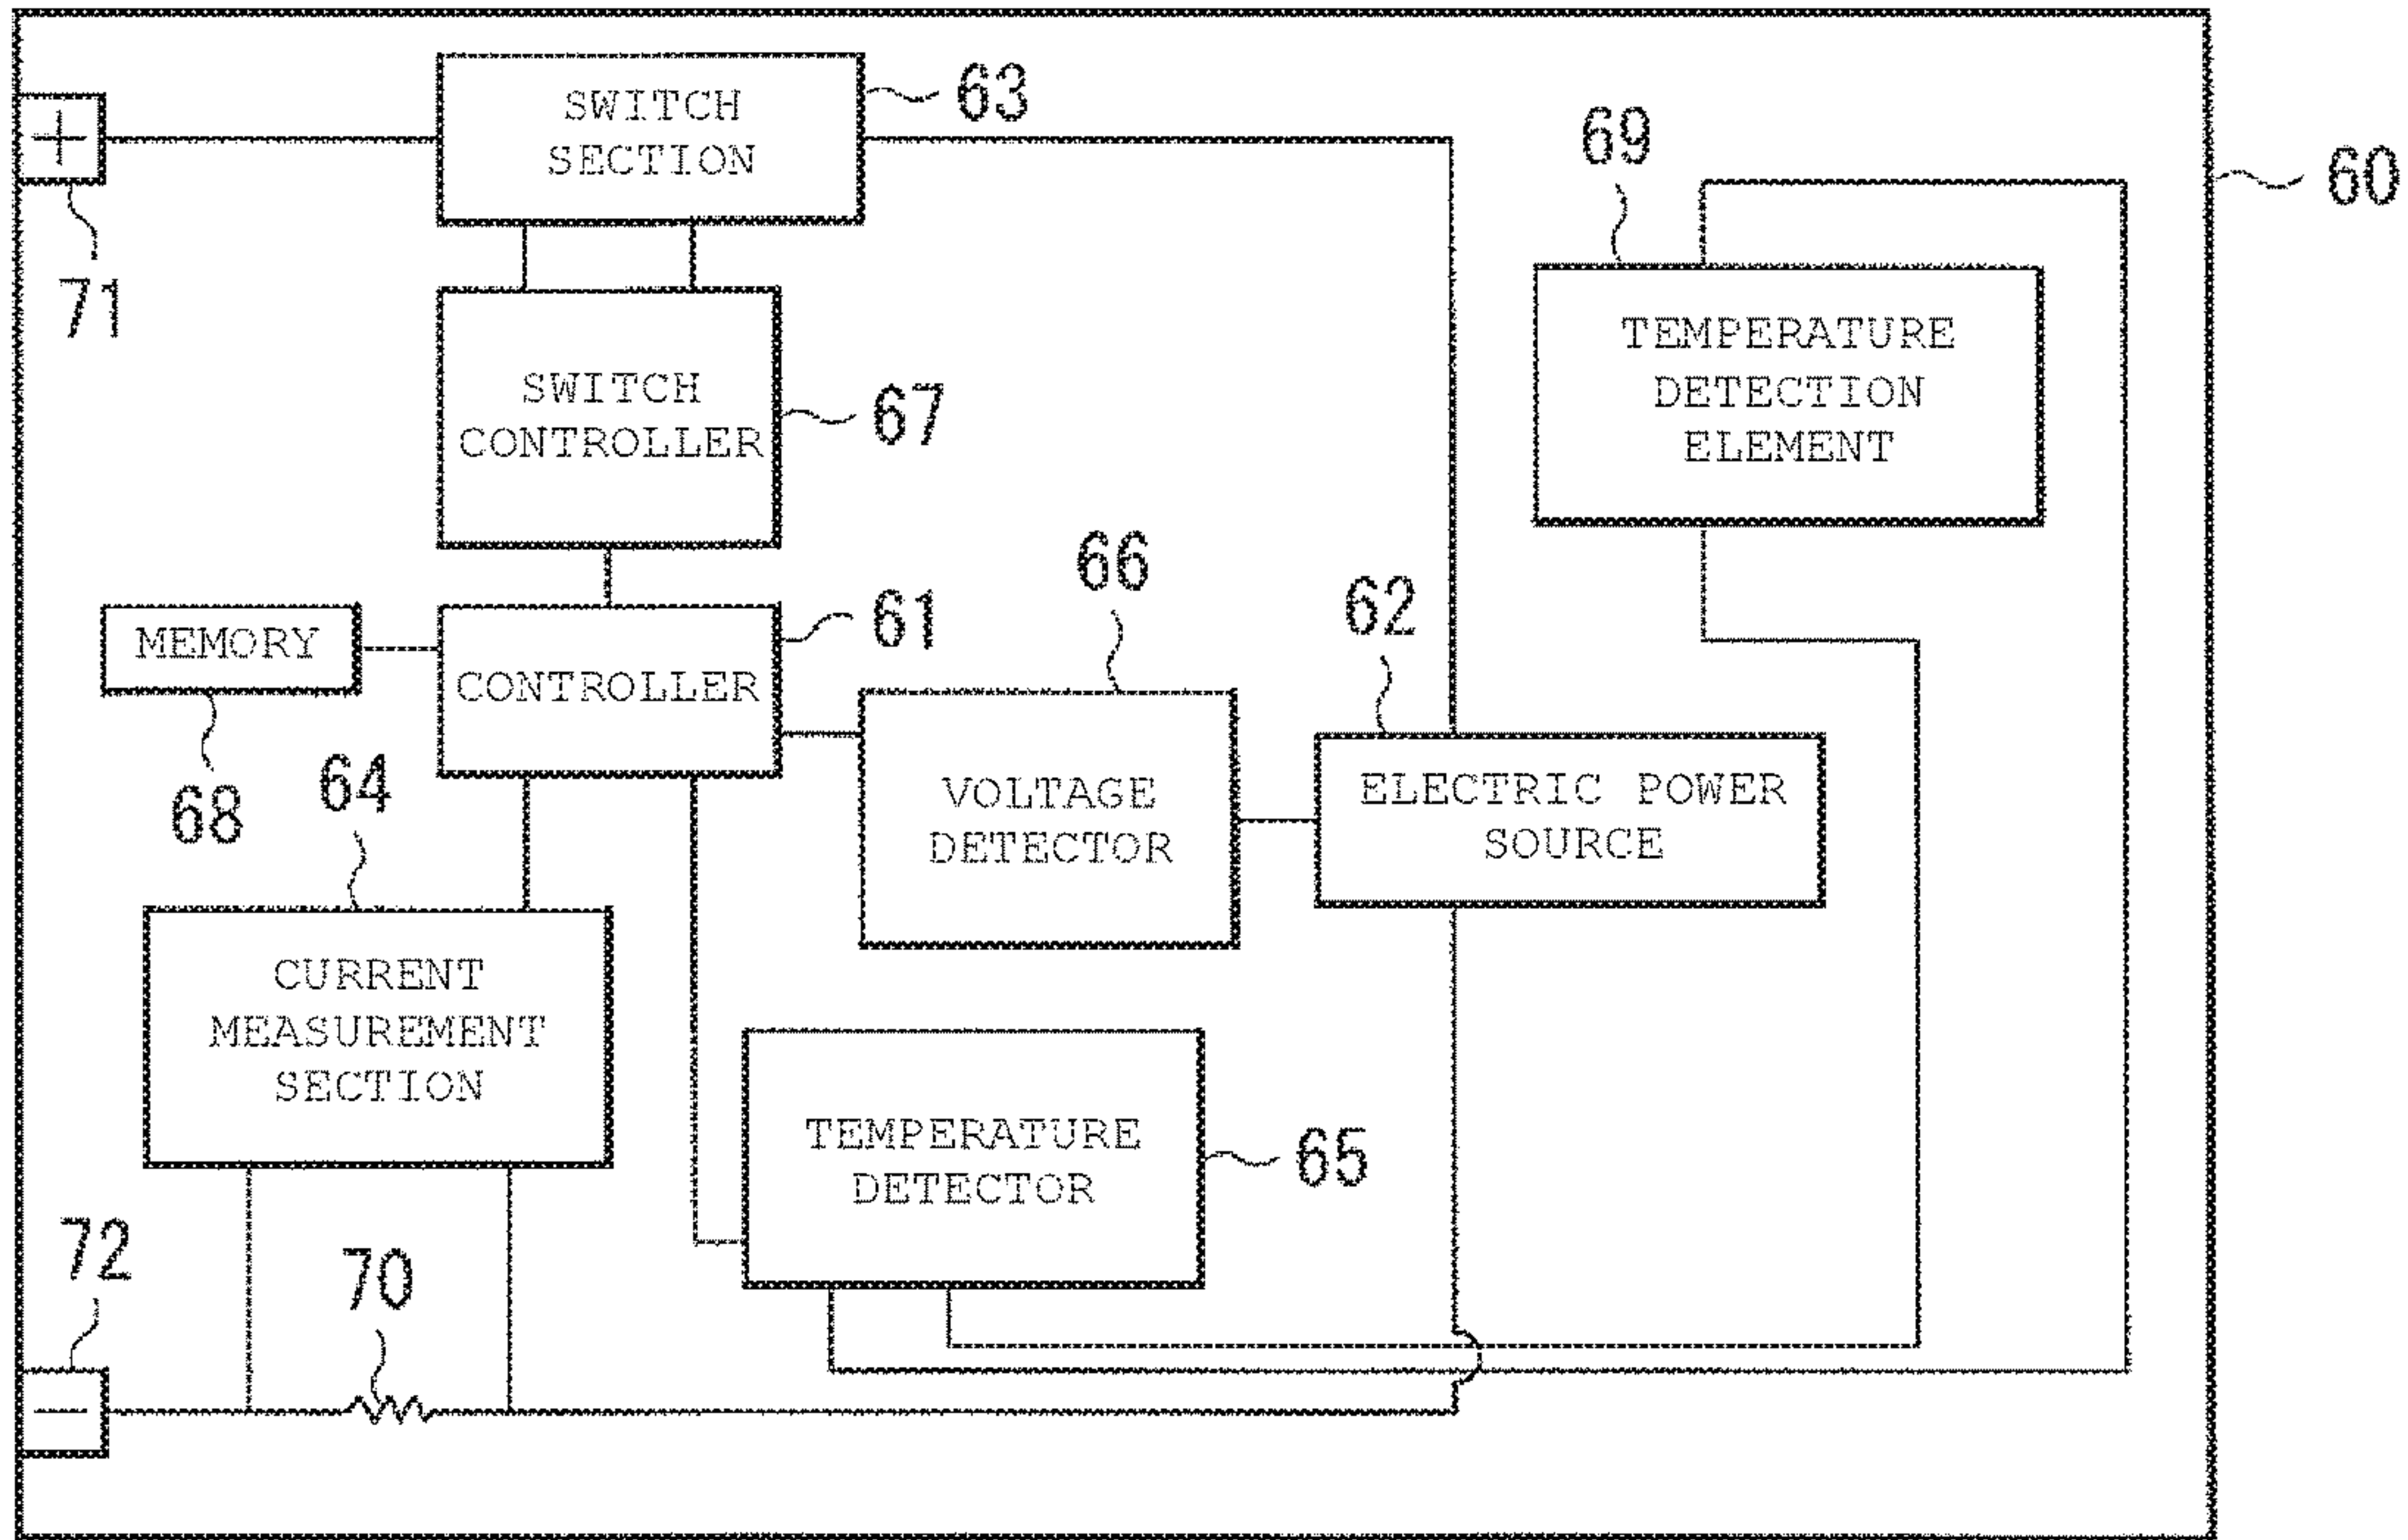 SWITCH
SECTION
63
+
71
69
60
TEMPERATURE
DETECTION
ELEMENT
SWITCH
CONTROLLER
67
66
62
61
MEMORY
CONTROLLER
68
64
VOLTAGE
DETECTOR
ELECTRIC POWER
SOURCE
CURRENT
MEASUREMENT
SECTION
TEMPERATURE
DETECTOR
65
72
70
−